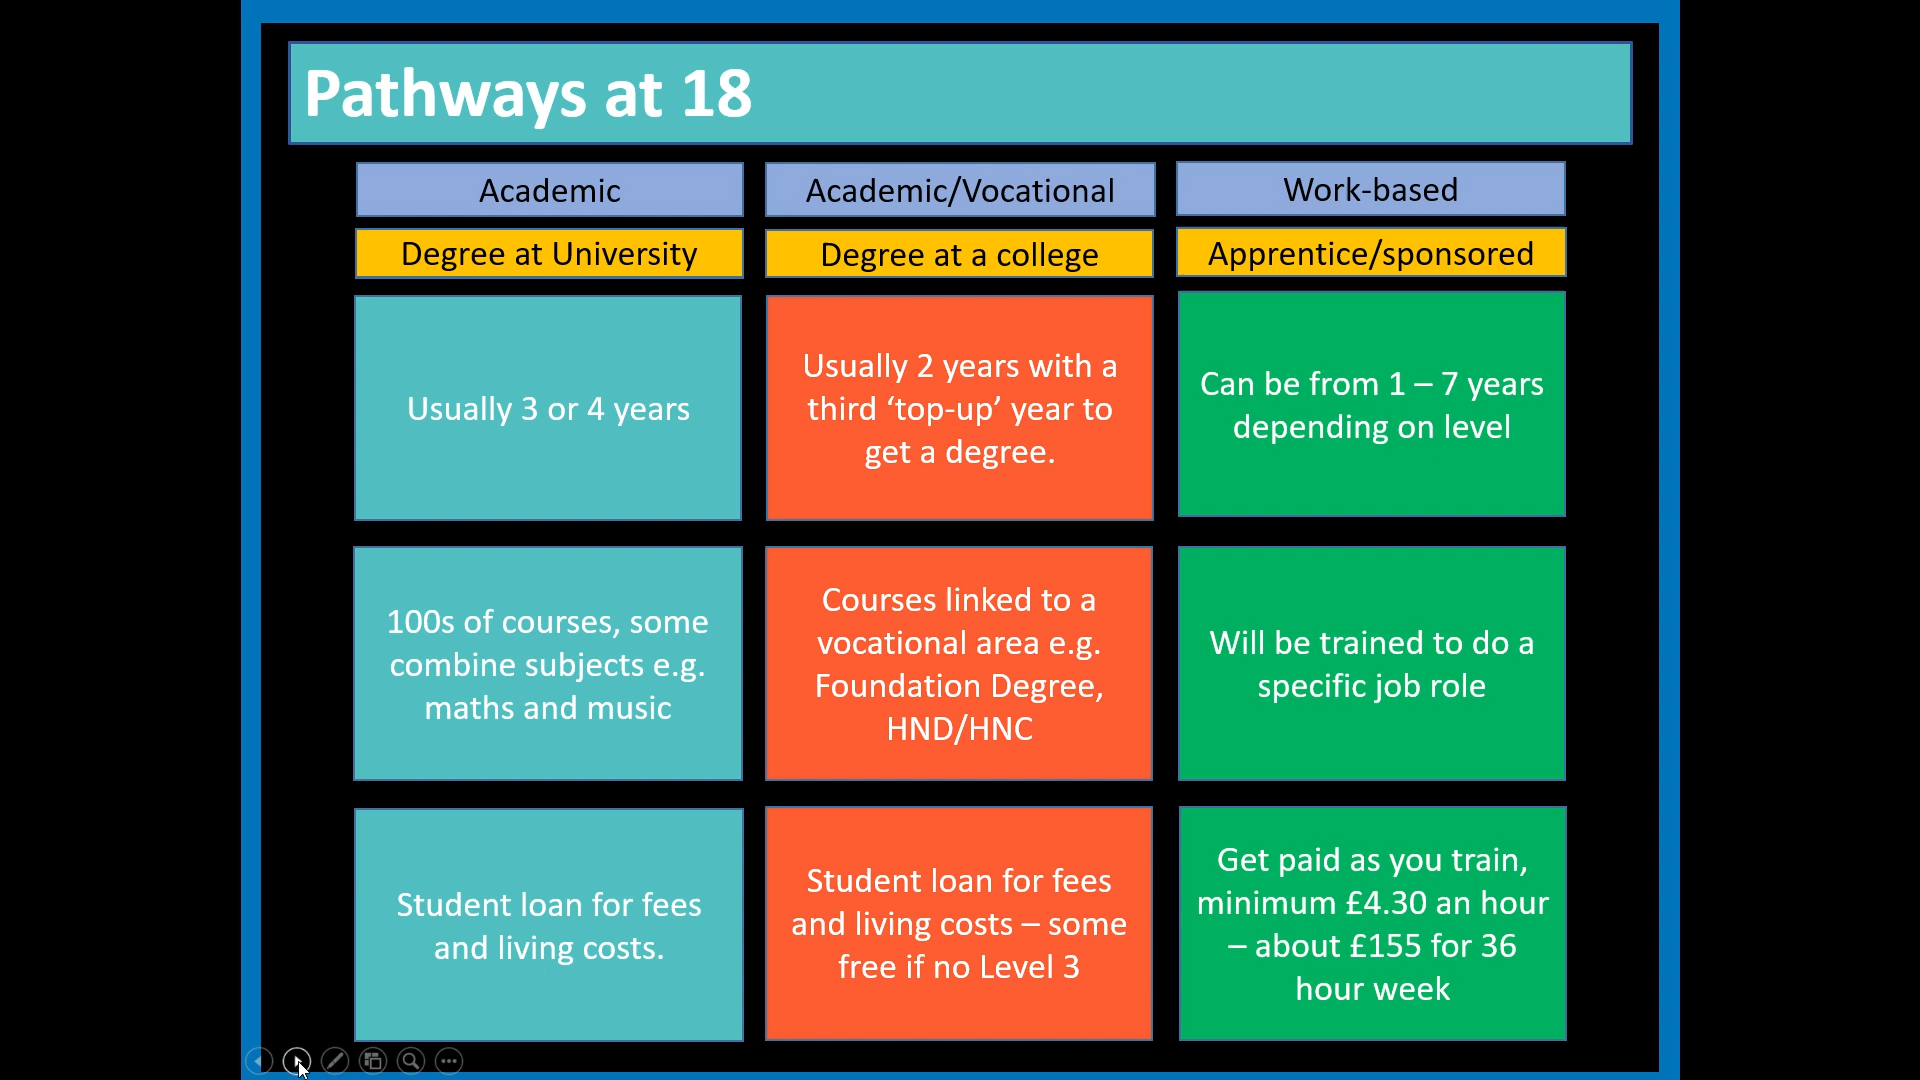 Pathways at 18
Academic
Academic/Vocational
Work-based
Degree at University
Degree at a college
Apprentice/sponsored
Usually 3 or 4 years
Usually 2 years with a
third ‘top-up’ year to
get a degree.
Can be from 1 – 7 years
depending on level
100s of courses, some
combine subjects e.g.
maths and music
Courses linked to a
vocational area e.g.
Foundation Degree,
HND/HNC
Will be trained to do a
specific job role
Student loan for fees
and living costs.
Student loan for fees
and living costs – some
free if no Level 3
Get paid as you train,
minimum £4.30 an hour
– about £155 for 36
hour week